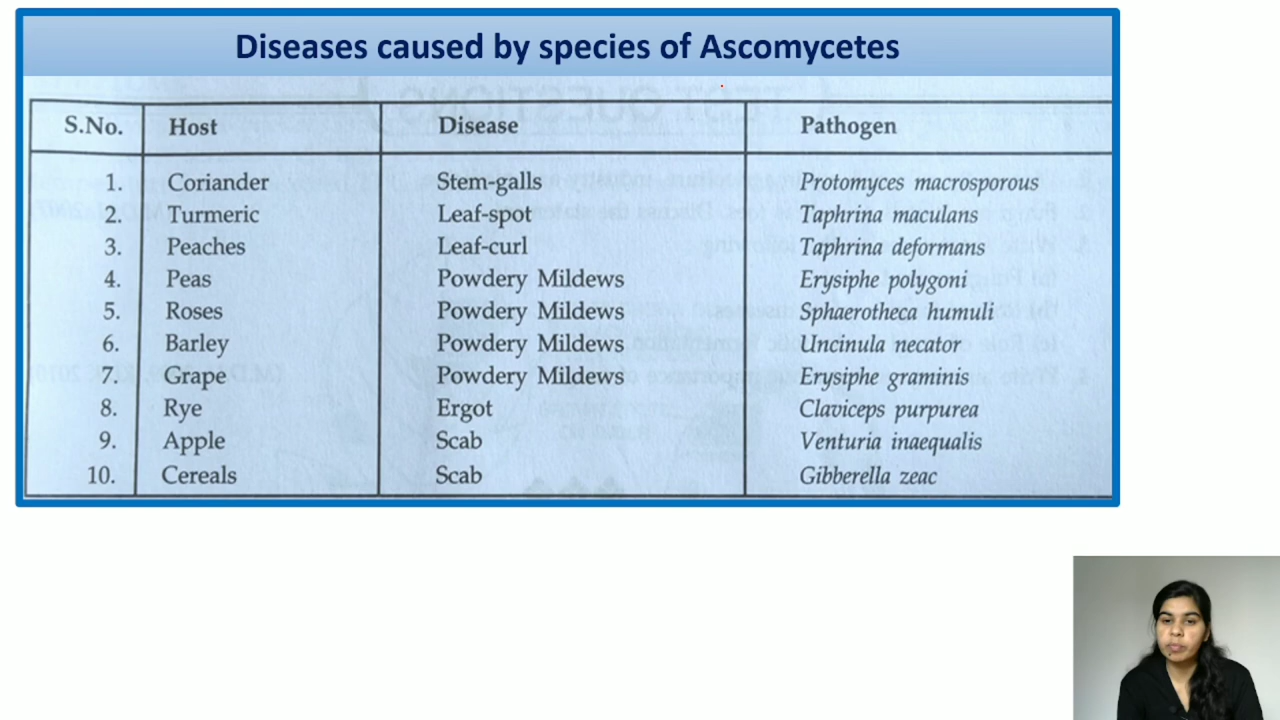 Diseases caused by species of Ascomycetes
S.No. Host Disease Pathogen
1. Coriander Stem-galls Protomyces macrosporous
2. Turmeric Leaf-spot Taphrina maculans
3. Peaches Leaf-curl Taphrina deformans
4. Peas Powdery Mildews Erysiphe polygoni
5. Roses Powdery Mildews Sphaerotheca humuli
6. Barley Powdery Mildews Uncinula necator
7. Grape Powdery Mildews Erysiphe graminis
8. Rye Ergot Claviceps purpurea
9. Apple Scab Venturia inaequalis
10. Cereals Scab Gibberella zeac